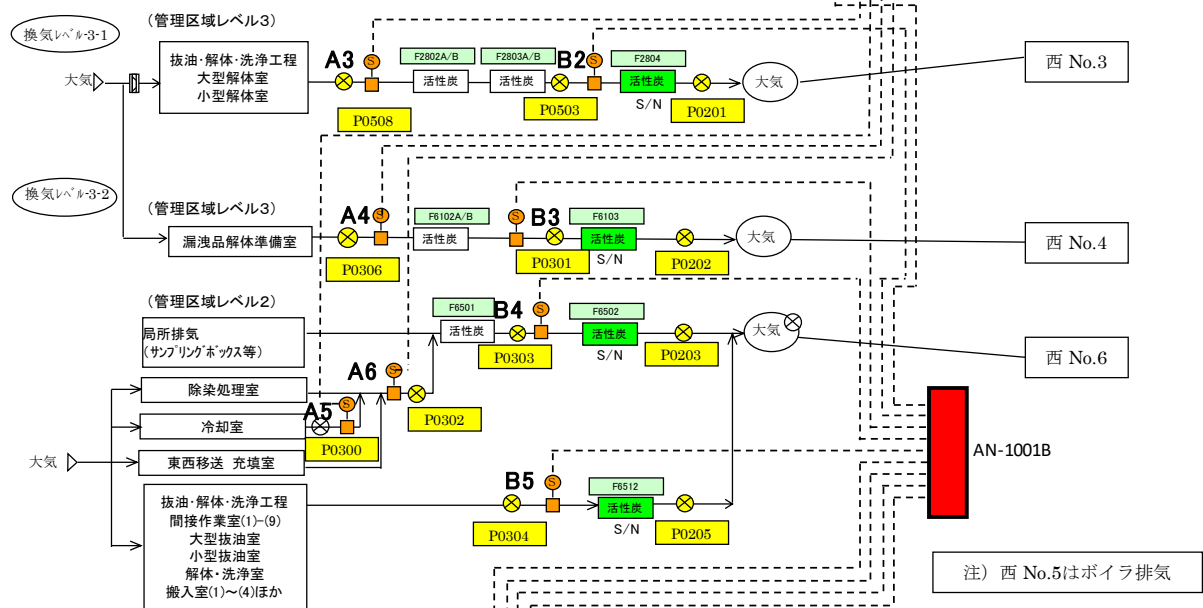 換気ﾚﾍﾞﾙ-3-1
(管理区域レベル3)
大気
抜油・解体・洗浄工程
大型解体室
小型解体室
A3
S
P0508
F2802A/B
活性炭
F2803A/B
活性炭
B2
S
P0503
F2804
活性炭
S/N
P0201
大気
西 No.3
換気ﾚﾍﾞﾙ-3-2
(管理区域レベル3)
漏洩品解体準備室
A4
S
P0306
F6102A/B
活性炭
S
B3
P0301
F6103
活性炭
S/N
P0202
大気
西 No.4
(管理区域レベル2)
局所排気
(ｻﾝﾌﾟﾘﾝｸﾞﾎﾞｯｸｽ等)
F6501
活性炭
B4
S
P0303
F6502
活性炭
S/N
P0203
大気
西 No.6
除染処理室
A6
S
P0302
冷却室
A5
S
P0300
大気
東西移送 充填室
抜油・解体・洗浄工程
間接作業室(1)-(9)
大型抜油室
小型抜油室
解体・洗浄室
搬入室(1)～(4)ほか
B5
S
P0304
F6512
活性炭
S/N
P0205
AN-1001B
注）西 No.5はボイラ排気